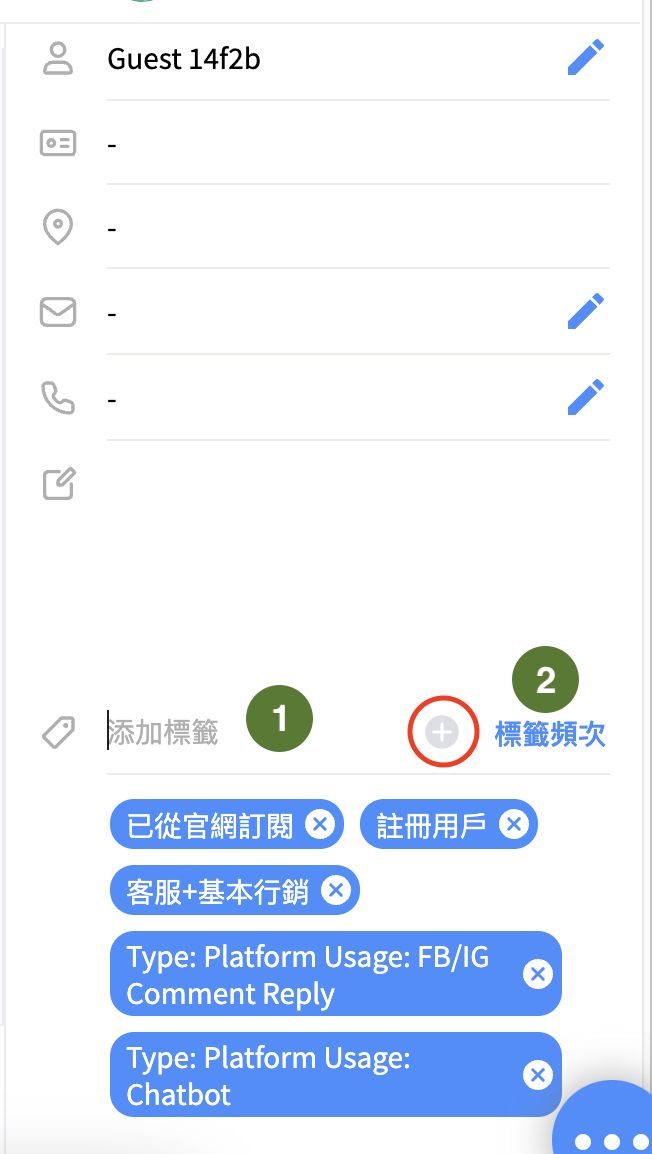 Guest 14f2b
-
-
-
-
添加標籤 1 標籤頻次 2
已從官網訂閱 註冊用戶
客服+基本行銷
Type: Platform Usage: FB/IG
Comment Reply
Type: Platform Usage:
Chatbot